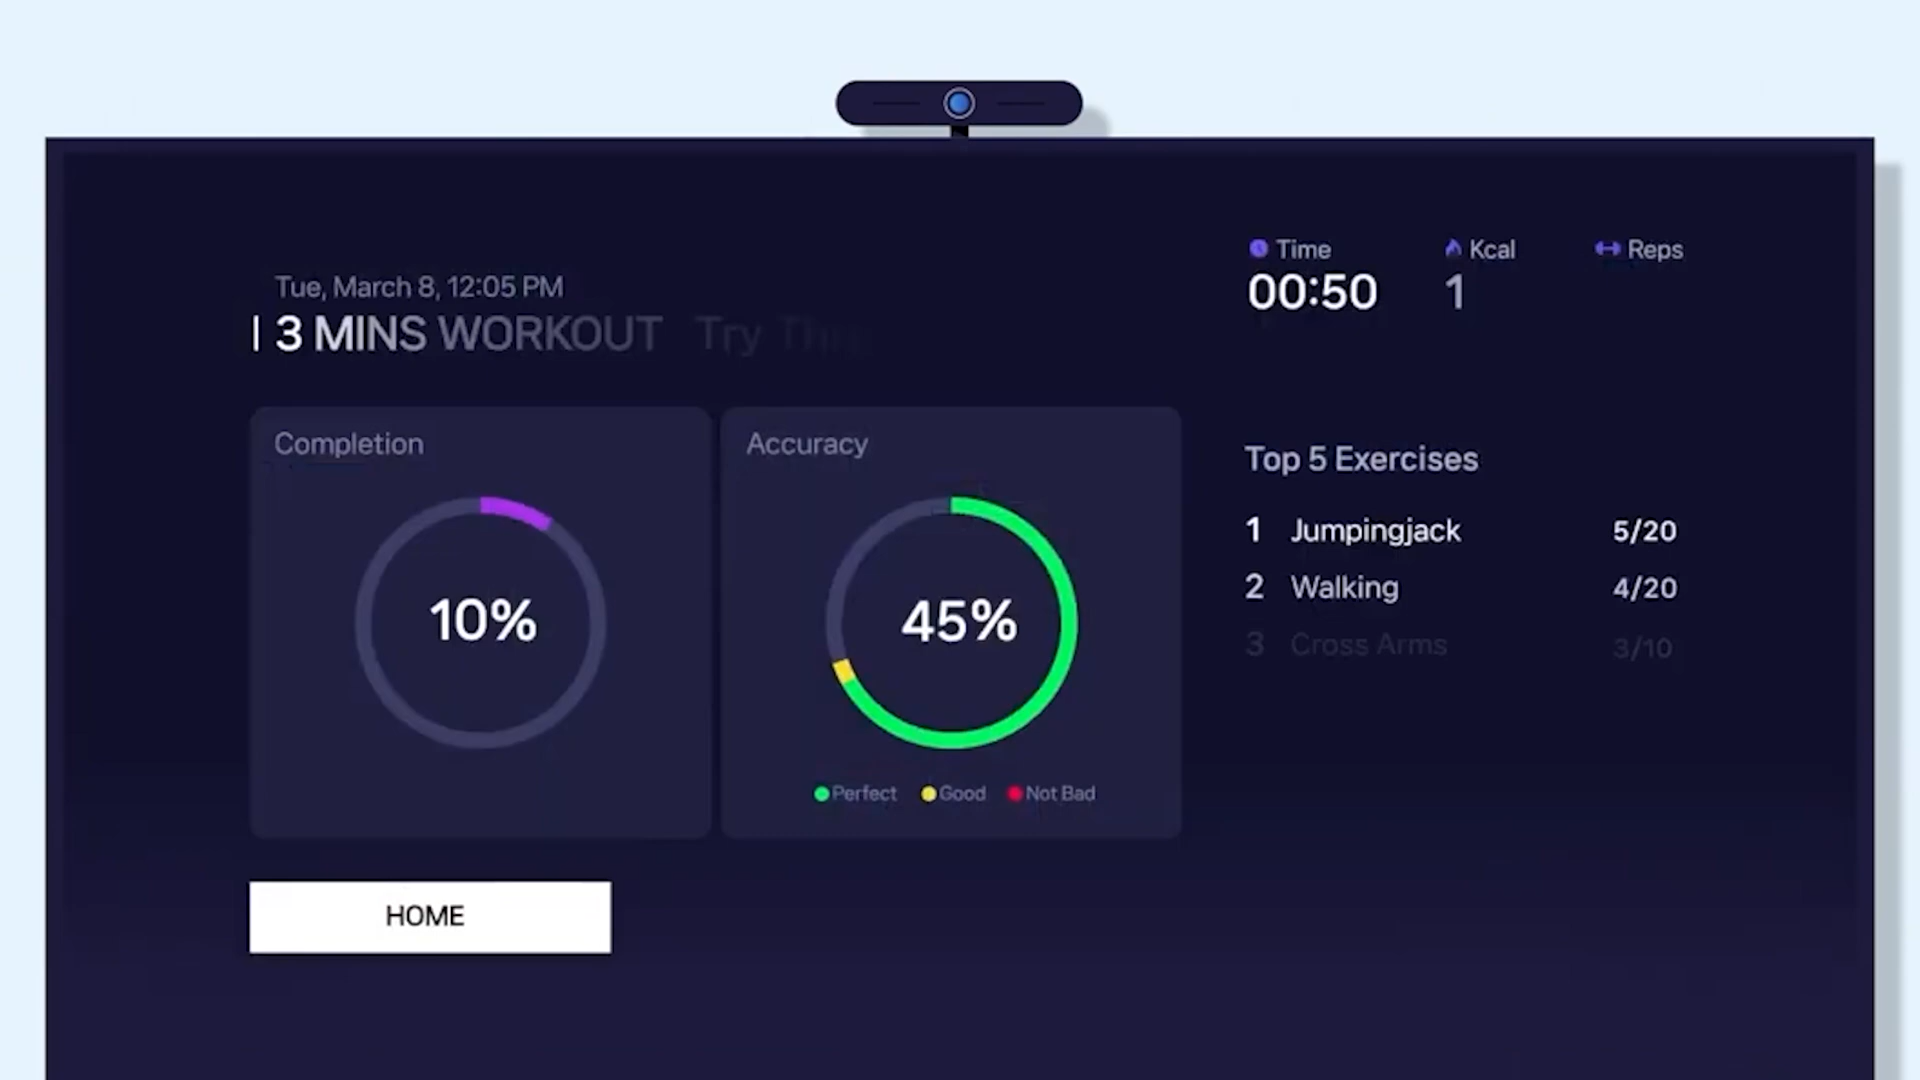 Time
Kcal
Reps
00:50
1
Tue, March 8, 12:05 PM
3 MINS WORKOUT Try This
Completion
10%
Accuracy
45%
Perfect
Good
Not Bad
Top 5 Exercises
1 Jumpingjack 5/20
2 Walking 4/20
3 Cross Arms 3/10
HOME